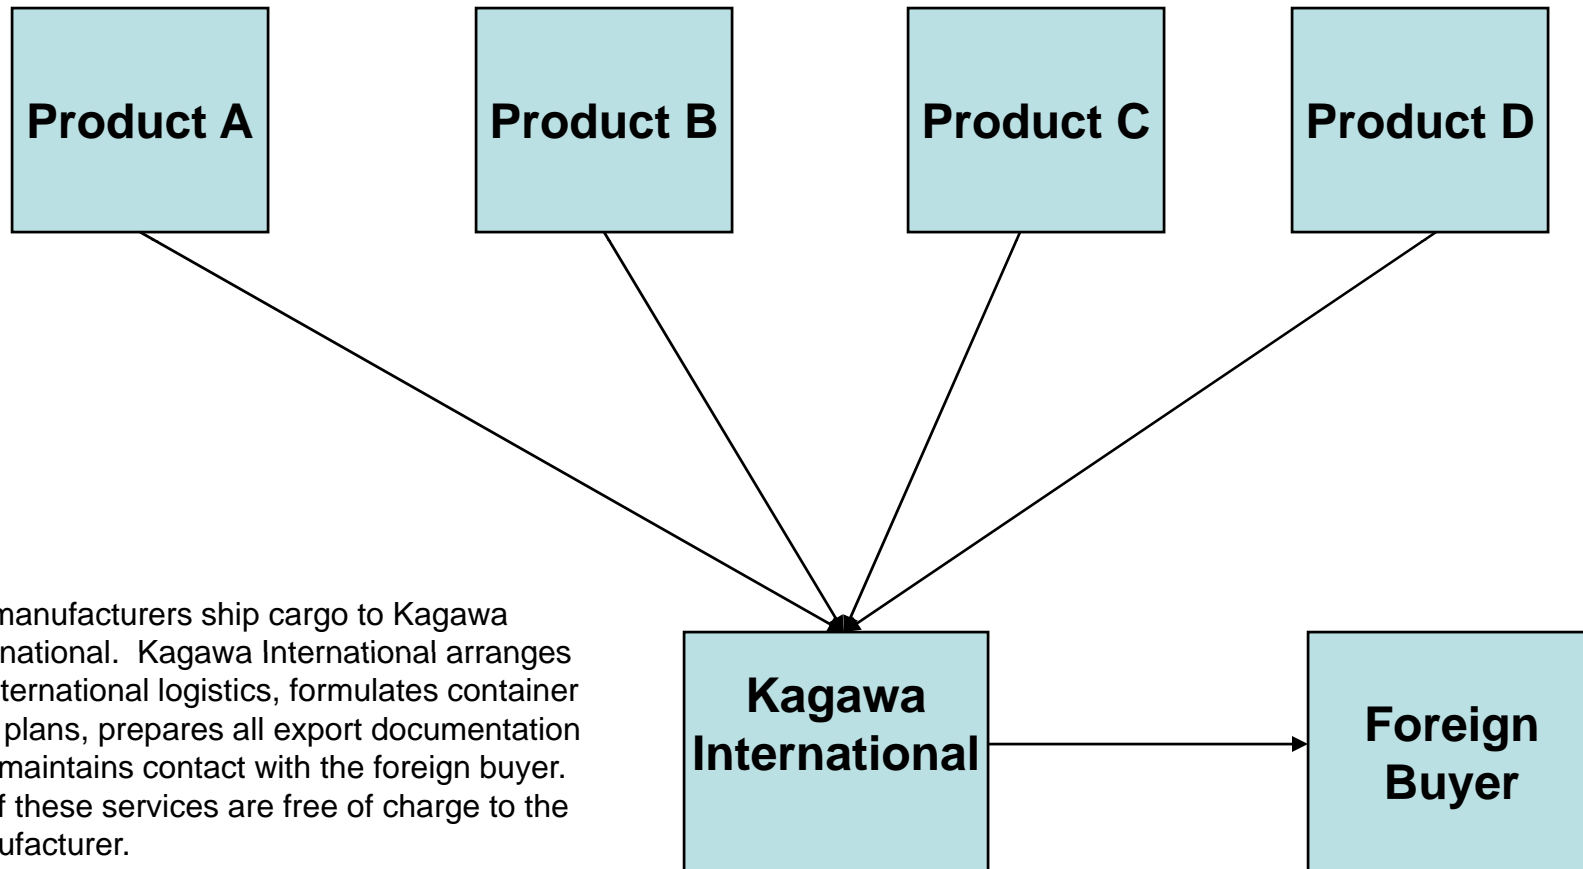 Product A
Product B
Product C
Product D
manufacturers ship cargo to Kagawa
national.  Kagawa International arranges
ternational logistics, formulates container
plans, prepares all export documentation
maintains contact with the foreign buyer.
f these services are free of charge to the
ufacturer.
Kagawa
International
Foreign
Buyer